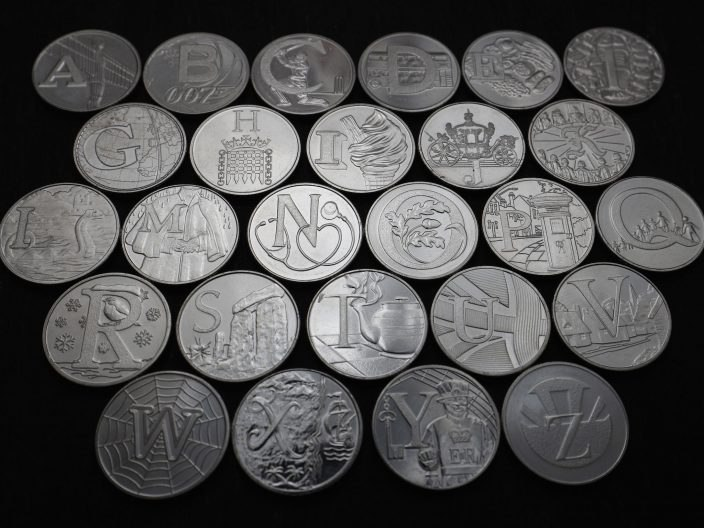 A B C D E F
007
G H I J
L M N O P Q
R S T U V
W X Y Z
ER